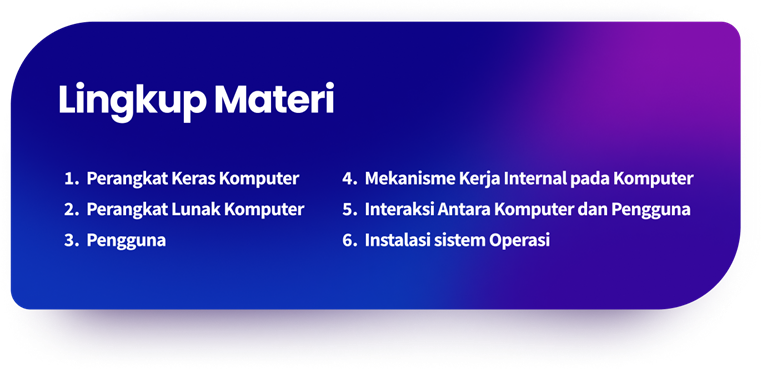 Lingkup Materi
1. Perangkat Keras Komputer
2. Perangkat Lunak Komputer
3. Pengguna
4. Mekanisme Kerja Internal pada Komputer
5. Interaksi Antara Komputer dan Pengguna
6. Instalasi sistem Operasi